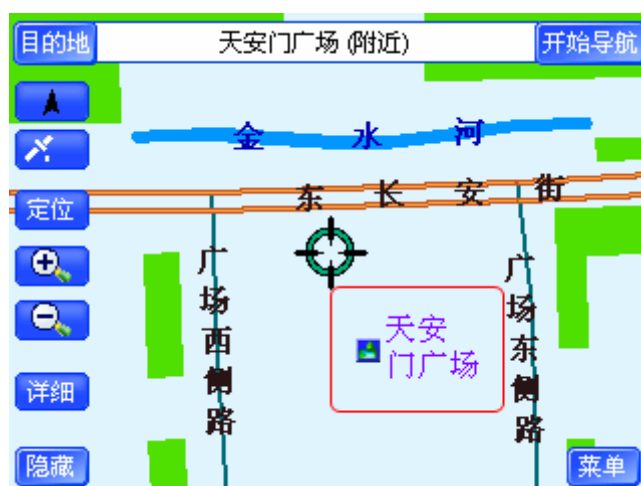 目的地
天安门广场 (附近)
开始导航
金水河
定位
东长安街
广场西侧路
广场东侧路
天安
门广场
详细
隐藏
菜单